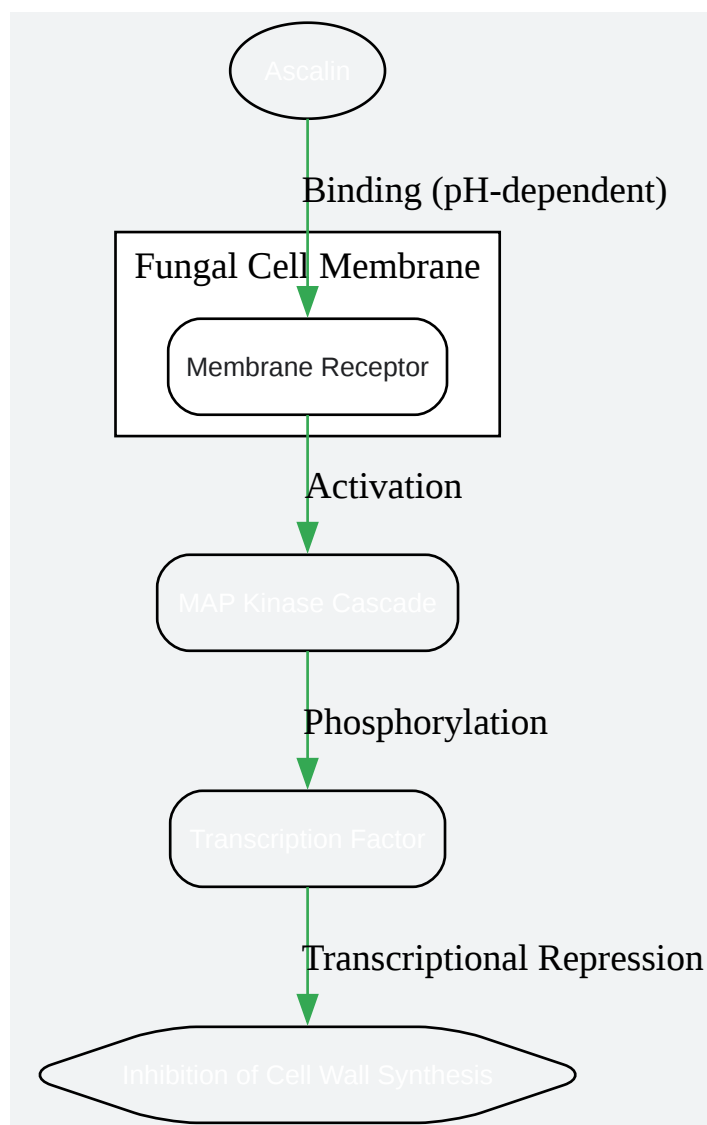 Ascalin
Binding (pH-dependent)
Fungal Cell Membrane
Membrane Receptor
Activation
MAP Kinase Cascade
Phosphorylation
Transcription Factor
Transcriptional Repression
Inhibition of Cell Wall Synthesis